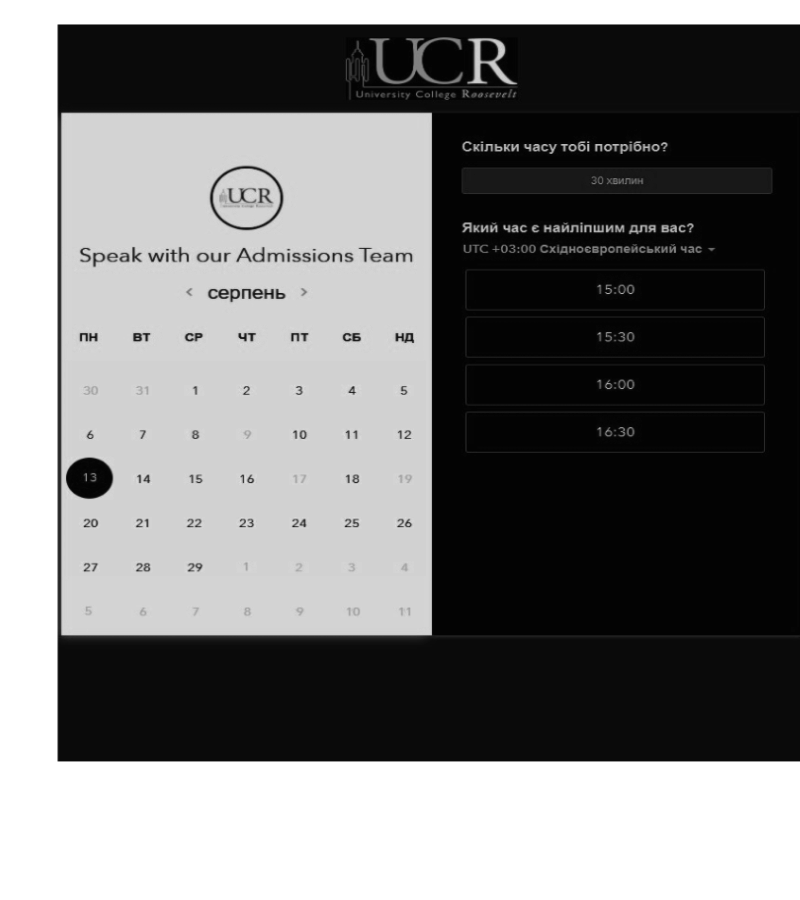 UCR
University College Roosevelt
UCR
Speak with our Admissions Team
< серпень >
ПН ВТ СР ЧТ ПТ СБ НД
30 31 1 2 3 4 5
6 7 8 9 10 11 12
13 14 15 16 17 18 19
20 21 22 23 24 25 26
27 28 29 1 2 3 4
5 6 7 8 9 10 11
Скільки часу тобі потрібно?
30 хвилин
Який час є найліпшим для вас?
UTC +03:00 Східноєвропейський час
15:00
15:30
16:00
16:30